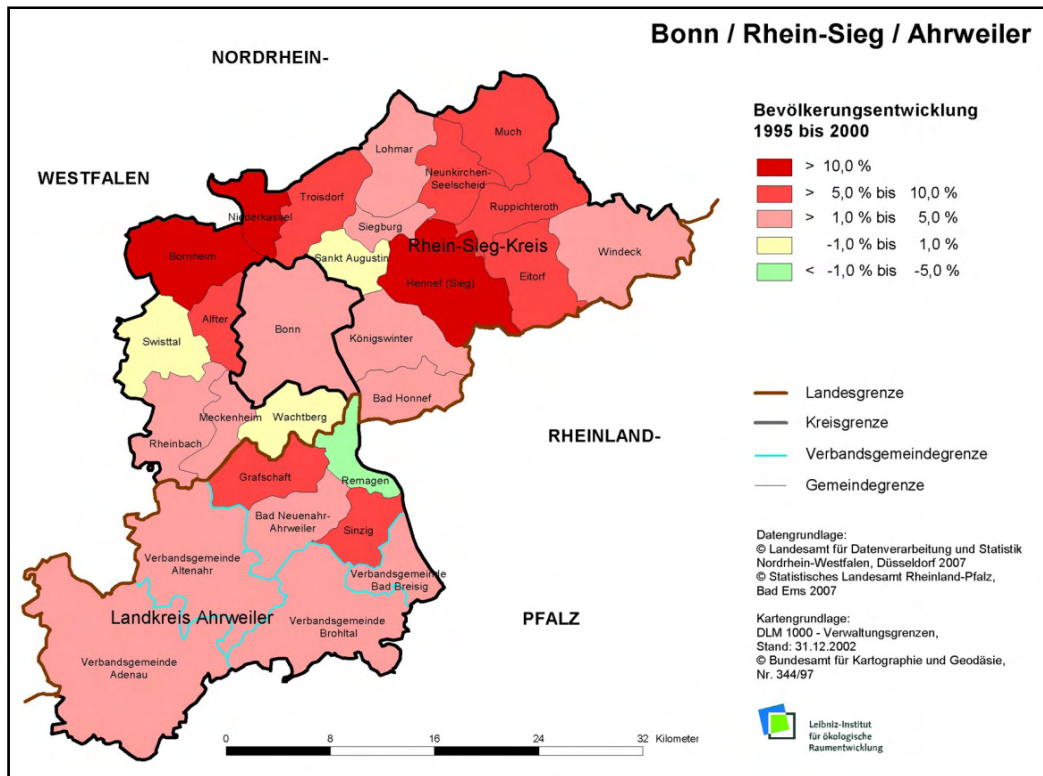 Bonn / Rhein-Sieg / Ahrweiler
NORDRHEIN-
WESTFALEN
RHEINLAND-
PFALZ
Much
Lohmar
Neunkirchen-
Seelscheid
Troisdorf
Niederkassel
Ruppichteroth
Siegburg
Rhein-Sieg-Kreis
Windeck
Bornheim
Sankt Augustin
Hennef (Sieg)
Eitorf
Alfter
Bonn
Königswinter
Swisttal
Bad Honnef
Meckenheim
Wachtberg
Rheinbach
Grafschaft
Remagen
Bad Neuenahr-
Ahrweiler
Sinzig
Verbandsgemeinde
Altenahr
Verbandsgemeinde
Bad Breisig
Landkreis Ahrweiler
Verbandsgemeinde
Brohltal
Verbandsgemeinde
Adenau
Bevölkerungsentwicklung
1995 bis 2000
> 10,0 %
> 5,0 % bis 10,0 %
> 1,0 % bis 5,0 %
-1,0 % bis 1,0 %
< -1,0 % bis -5,0 %
Landesgrenze
Kreisgrenze
Verbandsgemeindegrenze
Gemeindegrenze
Datengrundlage:
© Landesamt für Datenverarbeitung und Statistik
Nordrhein-Westfalen, Düsseldorf 2007
© Statistisches Landesamt Rheinland-Pfalz,
Bad Ems 2007
Kartengrundlage:
DLM 1000 - Verwaltungsgrenzen,
Stand: 31.12.2002
© Bundesamt für Kartographie und Geodäsie,
Nr. 344/97
Leibniz-Institut
für ökologische
Raumentwicklung
0 8 16 24 32 Kilometer